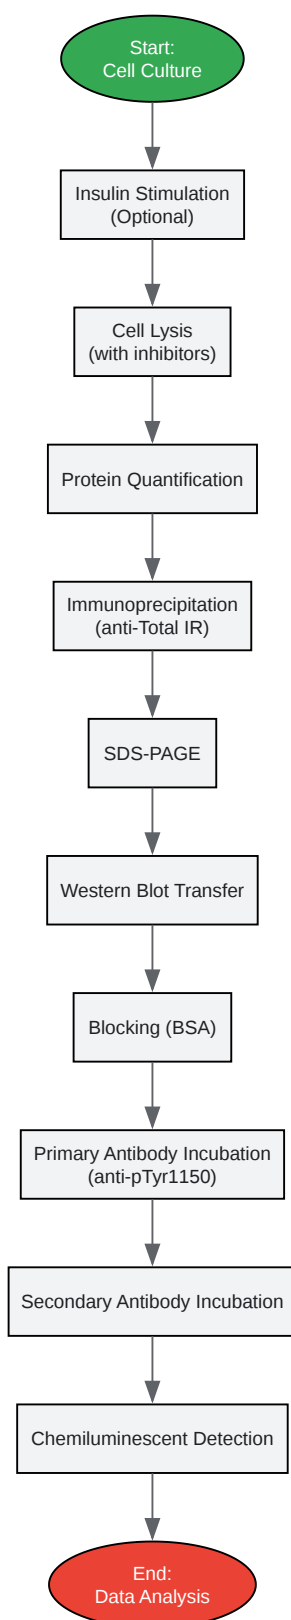 Start:
Cell Culture
Insulin Stimulation
(Optional)
Cell Lysis
(with inhibitors)
Protein Quantification
Immunoprecipitation
(anti-Total IR)
SDS-PAGE
Western Blot Transfer
Blocking (BSA)
Primary Antibody Incubation
(anti-pTyr1150)
Secondary Antibody Incubation
Chemiluminescent Detection
End:
Data Analysis